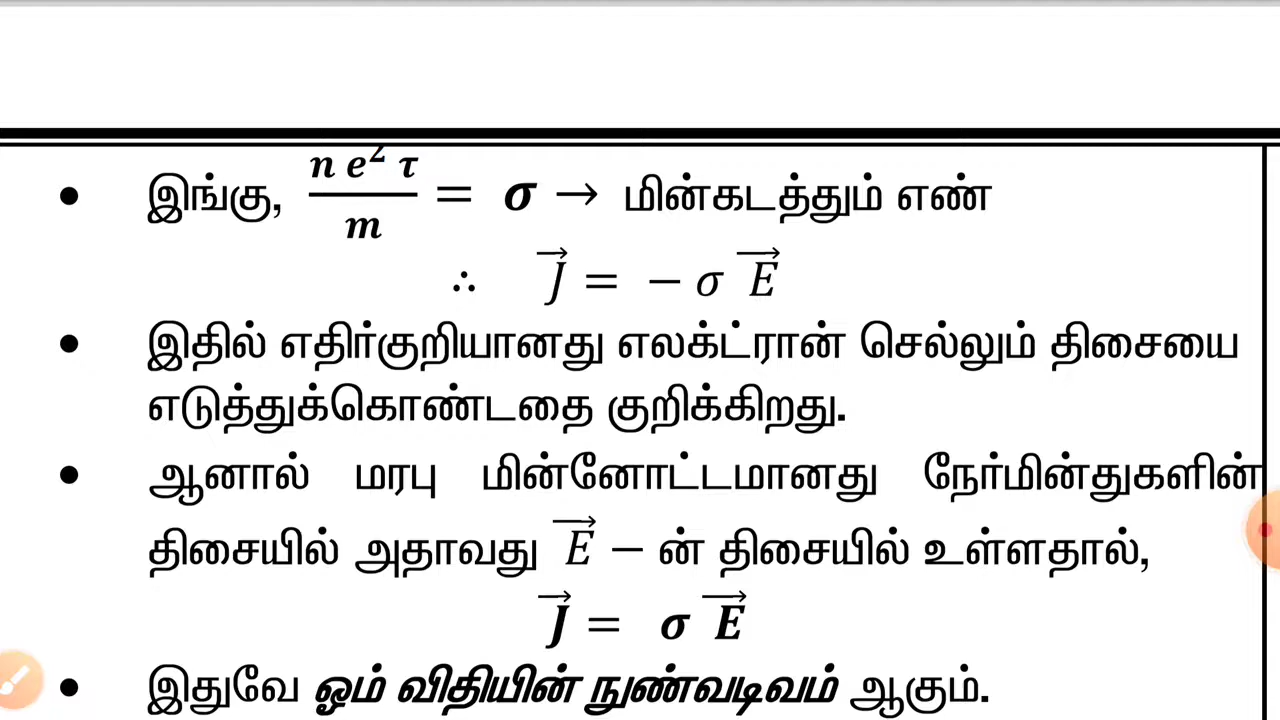 • இங்கு, n e² τ / m = σ → மின்கடத்தும் எண்
∴ J⃗ = − σ E⃗
• இதில் எதிர்குறியானது எலக்ட்ரான் செல்லும் திசையை
எடுத்துக்கொண்டதை குறிக்கிறது.
• ஆனால் மரபு மின்னோட்டமானது நேர்மின்துகளின்
திசையில் அதாவது E⃗ − ன் திசையில் உள்ளதால்,
J⃗ = σ E⃗
• இதுவே ஓம் விதியின் நுண்வடிவம் ஆகும்.